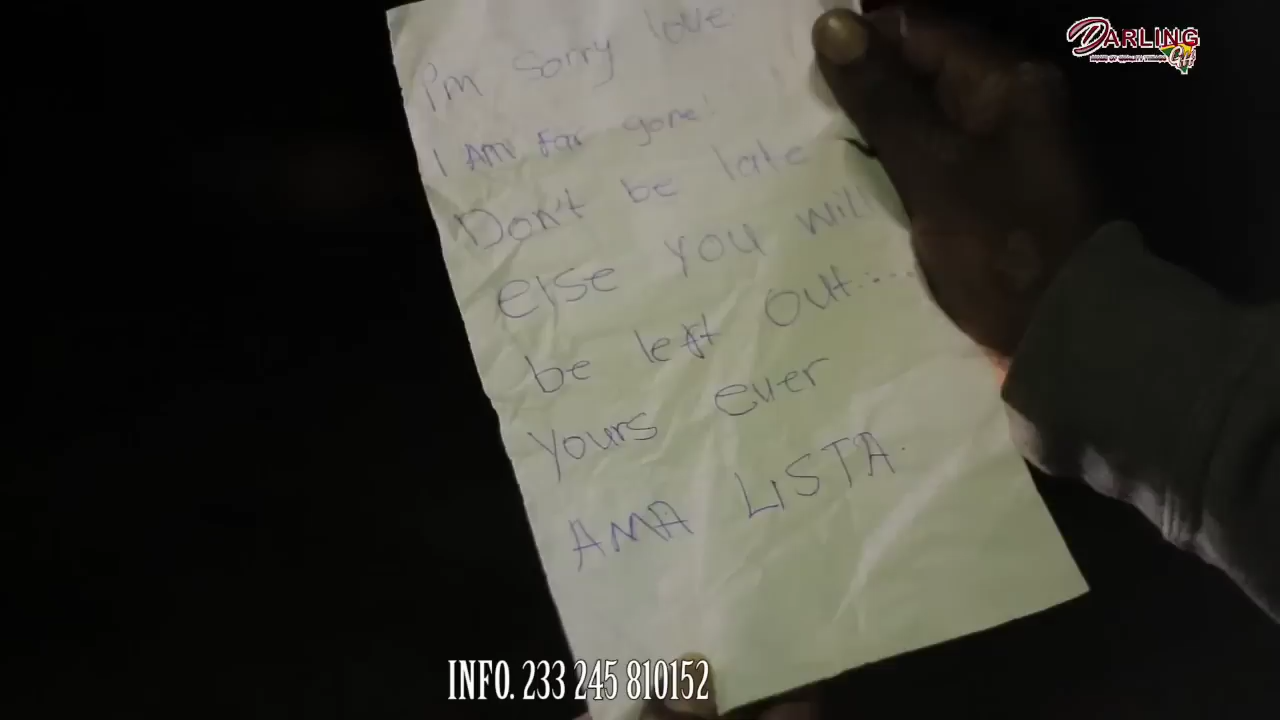 DARLING
GH
I'm sorry love
I AM Far gone!
Don't be late
else YOU will
be left out....
Yours ever
AMA LISTA.
INFO. 233 245 810152